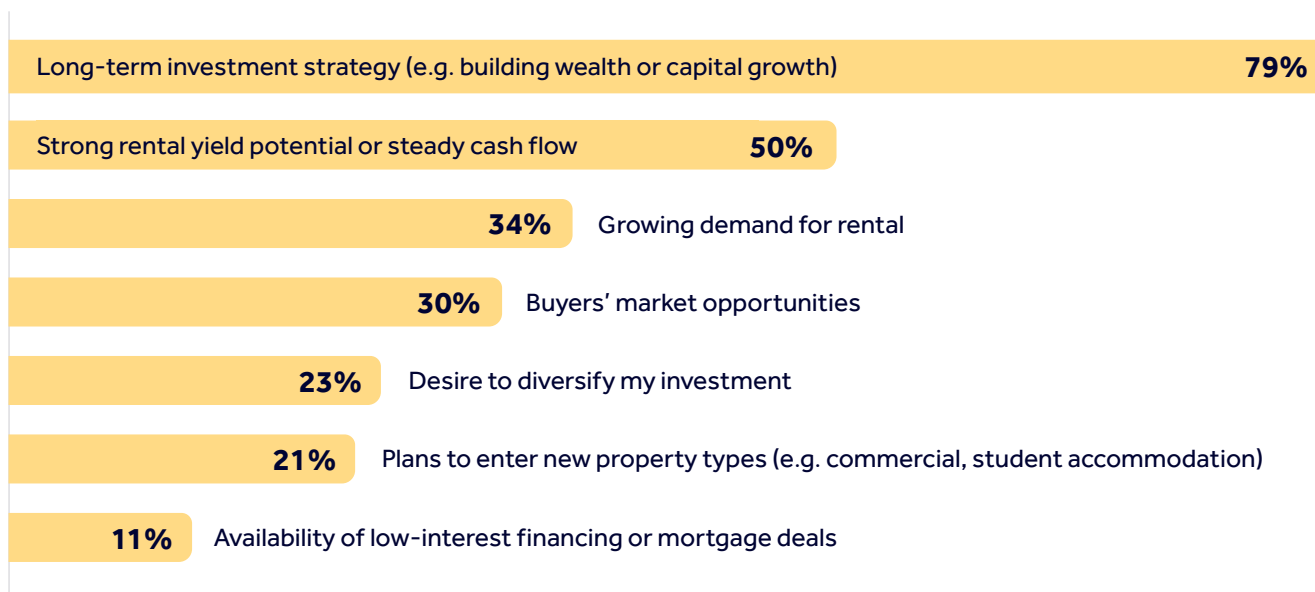 Long-term investment strategy (e.g. building wealth or capital growth) 79%
Strong rental yield potential or steady cash flow 50%
34% Growing demand for rental
30% Buyers’ market opportunities
23% Desire to diversify my investment
21% Plans to enter new property types (e.g. commercial, student accommodation)
11% Availability of low-interest financing or mortgage deals